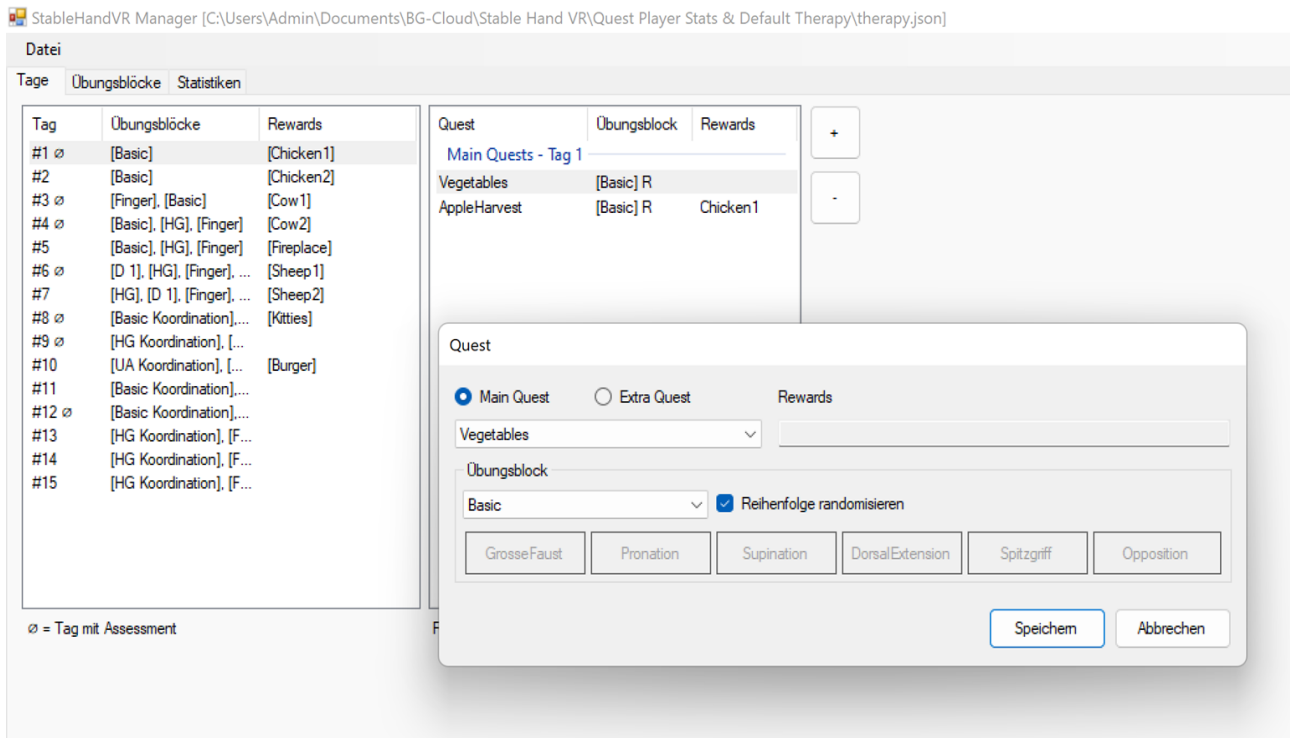 StableHandVR Manager [C:\Users\Admin\Documents\BG-Cloud\Stable Hand VR\Quest Player Stats & Default Therapy\therapy.json]
Datei
Tage Übungsblöcke Statistiken
Tag Übungsblöcke Rewards
#1 ∅ [Basic] [Chicken1]
#2 [Basic] [Chicken2]
#3 ∅ [Finger], [Basic] [Cow1]
#4 ∅ [Basic], [HG], [Finger] [Cow2]
#5 [Basic], [HG], [Finger] [Fireplace]
#6 ∅ [D 1], [HG], [Finger], ... [Sheep1]
#7 [HG], [D 1], [Finger], ... [Sheep2]
#8 ∅ [Basic Koordination],... [Kitties]
#9 ∅ [HG Koordination], [...
#10 [UA Koordination], [... [Burger]
#11 [Basic Koordination],...
#12 ∅ [Basic Koordination],...
#13 [HG Koordination], [F...
#14 [HG Koordination], [F...
#15 [HG Koordination], [F...
∅ = Tag mit Assessment
Quest Übungsblock Rewards
Main Quests - Tag 1
Vegetables [Basic] R
AppleHarvest [Basic] R Chicken1
+
-
Quest
Main Quest Extra Quest Rewards
Vegetables
Übungsblock
Basic Reihenfolge randomisieren
GrosseFaust Pronation Supination DorsalExtension Spitzgriff Opposition
Speichern Abbrechen